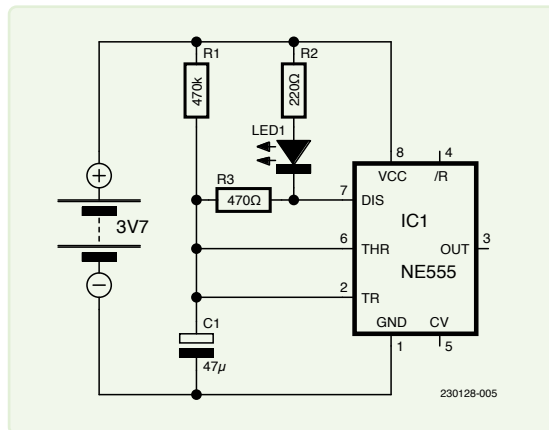 R1
R2
470k
220Ω
LED1
8
4
VCC
/R
R3
7
470Ω
DIS
IC1
3V7
6
THR
OUT
3
NE555
2
TR
C1
GND
CV
47µ
1
5
230128-005